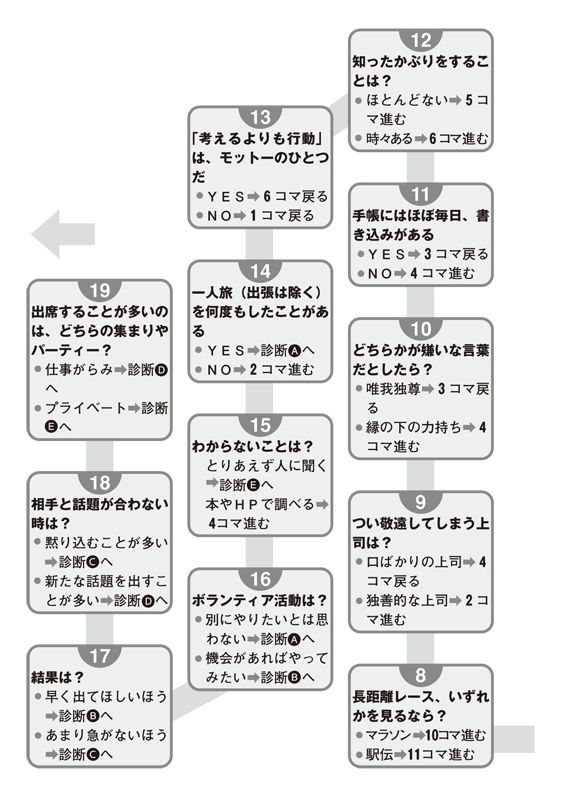 8
長距離レース、いずれ
かを見るなら？
●マラソン➡10コマ進む
●駅伝➡11コマ進む
9
つい敬遠してしまう上
司は？
●口ばかりの上司➡4
コマ戻る
●独善的な上司➡2コ
マ進む
10
どちらかが嫌いな言葉
だとしたら？
●唯我独尊➡3コマ戻
る
●縁の下の力持ち➡4
コマ進む
11
手帳にはほぼ毎日、書
き込みがある
●ＹＥＳ➡3コマ戻る
●ＮＯ➡4コマ進む
12
知ったかぶりをするこ
とは？
●ほとんどない➡5コ
マ進む
●時々ある➡6コマ進む
13
「考えるよりも行動」
は、モットーのひとつ
だ
●ＹＥＳ➡6コマ戻る
●ＮＯ➡1コマ戻る
14
一人旅（出張は除く）
を何度もしたことがあ
る
●ＹＥＳ➡診断🅐へ
●ＮＯ➡2コマ進む
15
わからないことは？
とりあえず人に聞く
➡診断🅔へ
本やＨＰで調べる➡
4コマ進む
16
ボランティア活動は？
●別にやりたいとは思
わない➡診断🅐へ
●機会があればやって
みたい➡診断🅑へ
17
結果は？
●早く出てほしいほう
➡診断🅑へ
●あまり急がないほう
➡診断🅒へ
18
相手と話題が合わない
時は？
●黙り込むことが多い
➡診断🅒へ
●新たな話題を出すこ
とが多い➡診断🅓へ
19
出席することが多いの
は、どちらの集まりや
パーティー？
●仕事がらみ➡診断🅓
へ
●プライベート➡診断
🅔へ